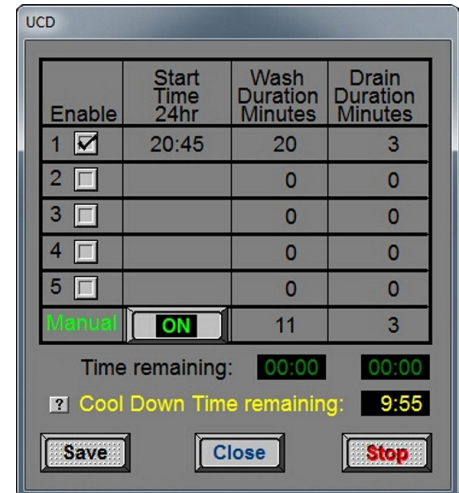 UCD
Enable Start Time 24hr Wash Duration Minutes Drain Duration Minutes
1 20:45 20 3
2 0 0
3 0 0
4 0 0
5 0 0
Manual ON 11 3
Time remaining: 00:00 00:00
? Cool Down Time remaining: 9:55
Save Close Stop